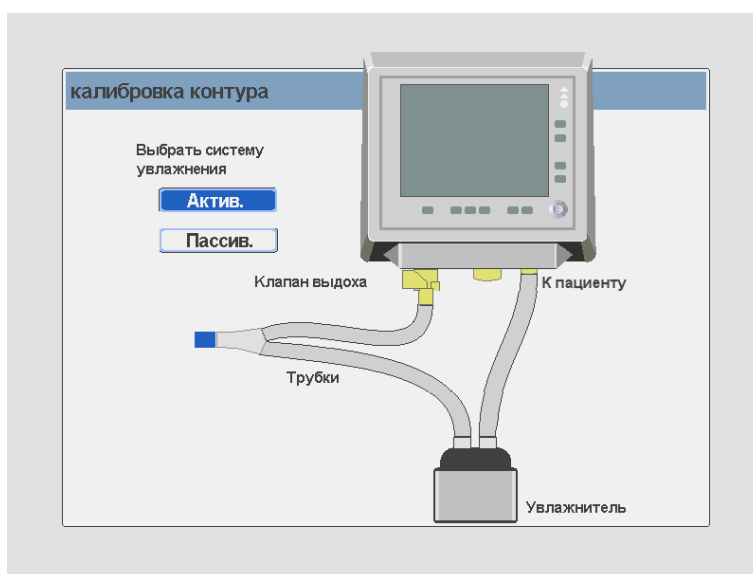 калибровка контура
Выбрать систему
увлажнения
Актив.
Пассив.
Клапан выдоха
К пациенту
Трубки
Увлажнитель